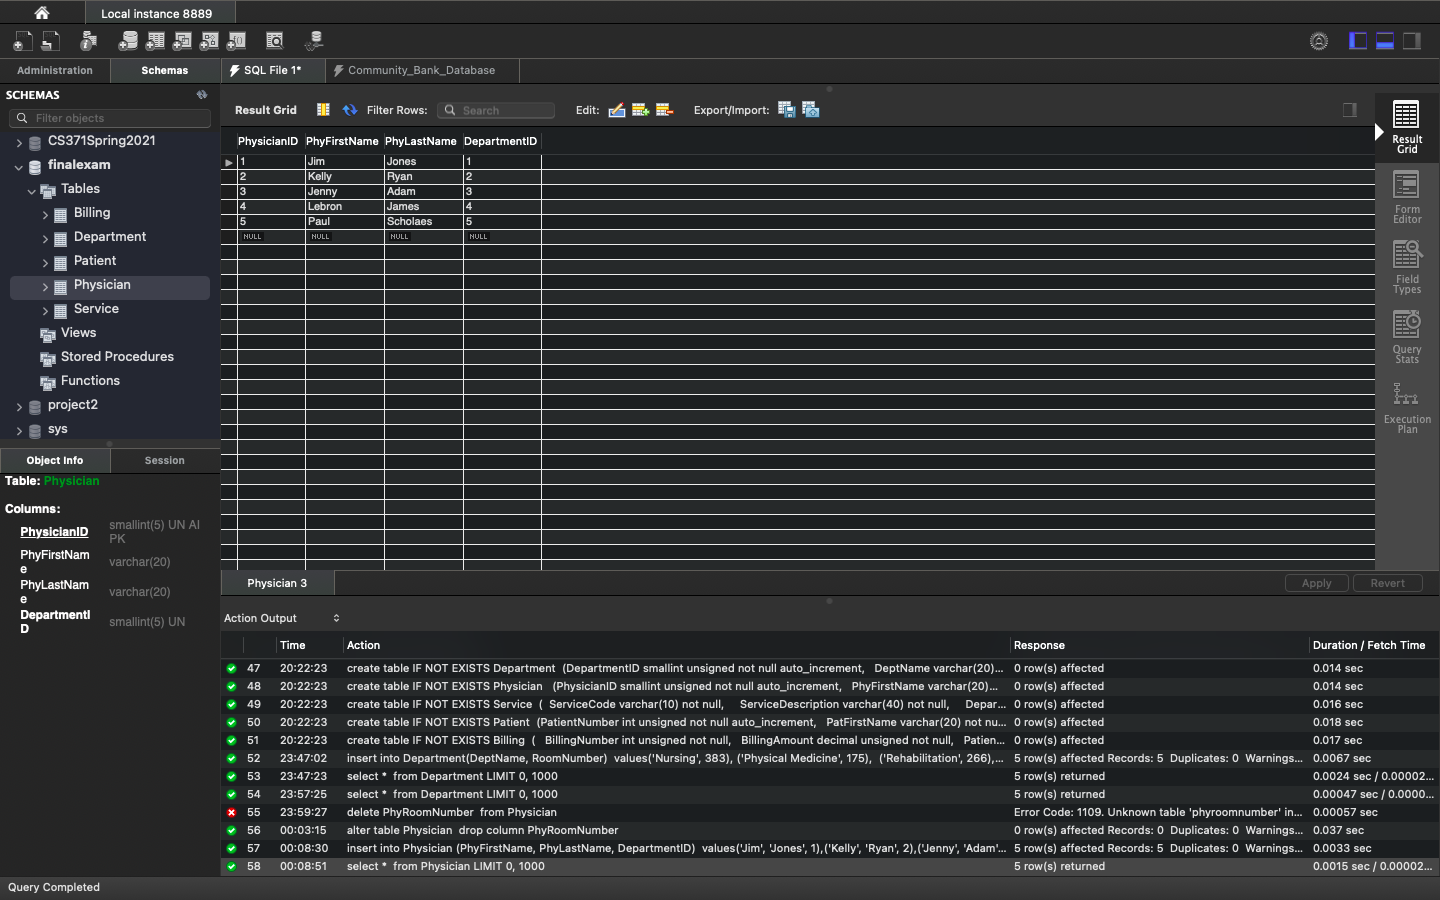 Local instance 8889
Administration
Schemas
SQL File 1*
Community_Bank_Database
SCHEMAS
Filter objects
CS371Spring2021
finalexam
Tables
Billing
Department
Patient
Physician
Service
Views
Stored Procedures
Functions
project2
sys
Object Info
Session
Table: Physician
Columns:
PhysicianID smallint(5) UN AI PK
PhyFirstName varchar(20)
PhyLastName varchar(20)
DepartmentID smallint(5) UN
Result Grid
Filter Rows:
Search
Edit:
Export/Import:
PhysicianID PhyFirstName PhyLastName DepartmentID
1 Jim Jones 1
2 Kelly Ryan 2
3 Jenny Adam 3
4 Lebron James 4
5 Paul Scholaes 5
NULL NULL NULL NULL
Result Grid
Form Editor
Field Types
Query Stats
Execution Plan
Physician 3
Apply
Revert
Action Output
Time Action Response Duration / Fetch Time
47 20:22:23 create table IF NOT EXISTS Department (DepartmentID smallint unsigned not null auto_increment, DeptName varchar(20)... 0 row(s) affected 0.014 sec
48 20:22:23 create table IF NOT EXISTS Physician (PhysicianID smallint unsigned not null auto_increment, PhyFirstName varchar(20)... 0 row(s) affected 0.014 sec
49 20:22:23 create table IF NOT EXISTS Service ( ServiceCode varchar(10) not null, ServiceDescription varchar(40) not null, Depar... 0 row(s) affected 0.016 sec
50 20:22:23 create table IF NOT EXISTS Patient (PatientNumber int unsigned not null auto_increment, PatFirstName varchar(20) not nu... 0 row(s) affected 0.018 sec
51 20:22:23 create table IF NOT EXISTS Billing ( BillingNumber int unsigned not null, BillingAmount decimal unsigned not null, Patien... 0 row(s) affected 0.017 sec
52 23:47:02 insert into Department(DeptName, RoomNumber) values('Nursing', 383), ('Physical Medicine', 175), ('Rehabilitation', 266),... 5 row(s) affected Records: 5 Duplicates: 0 Warnings... 0.0067 sec
53 23:47:23 select * from Department LIMIT 0, 1000 5 row(s) returned 0.0024 sec / 0.00002...
54 23:57:25 select * from Department LIMIT 0, 1000 5 row(s) returned 0.00047 sec / 0.0000...
55 23:59:27 delete PhyRoomNumber from Physician Error Code: 1109. Unknown table 'phyroomnumber' in... 0.00057 sec
56 00:03:15 alter table Physician drop column PhyRoomNumber 0 row(s) affected Records: 0 Duplicates: 0 Warnings... 0.037 sec
57 00:08:30 insert into Physician (PhyFirstName, PhyLastName, DepartmentID) values('Jim', 'Jones', 1),('Kelly', 'Ryan', 2),('Jenny', 'Adam'... 5 row(s) affected Records: 5 Duplicates: 0 Warnings... 0.0033 sec
58 00:08:51 select * from Physician LIMIT 0, 1000 5 row(s) returned 0.0015 sec / 0.00002...
Query Completed